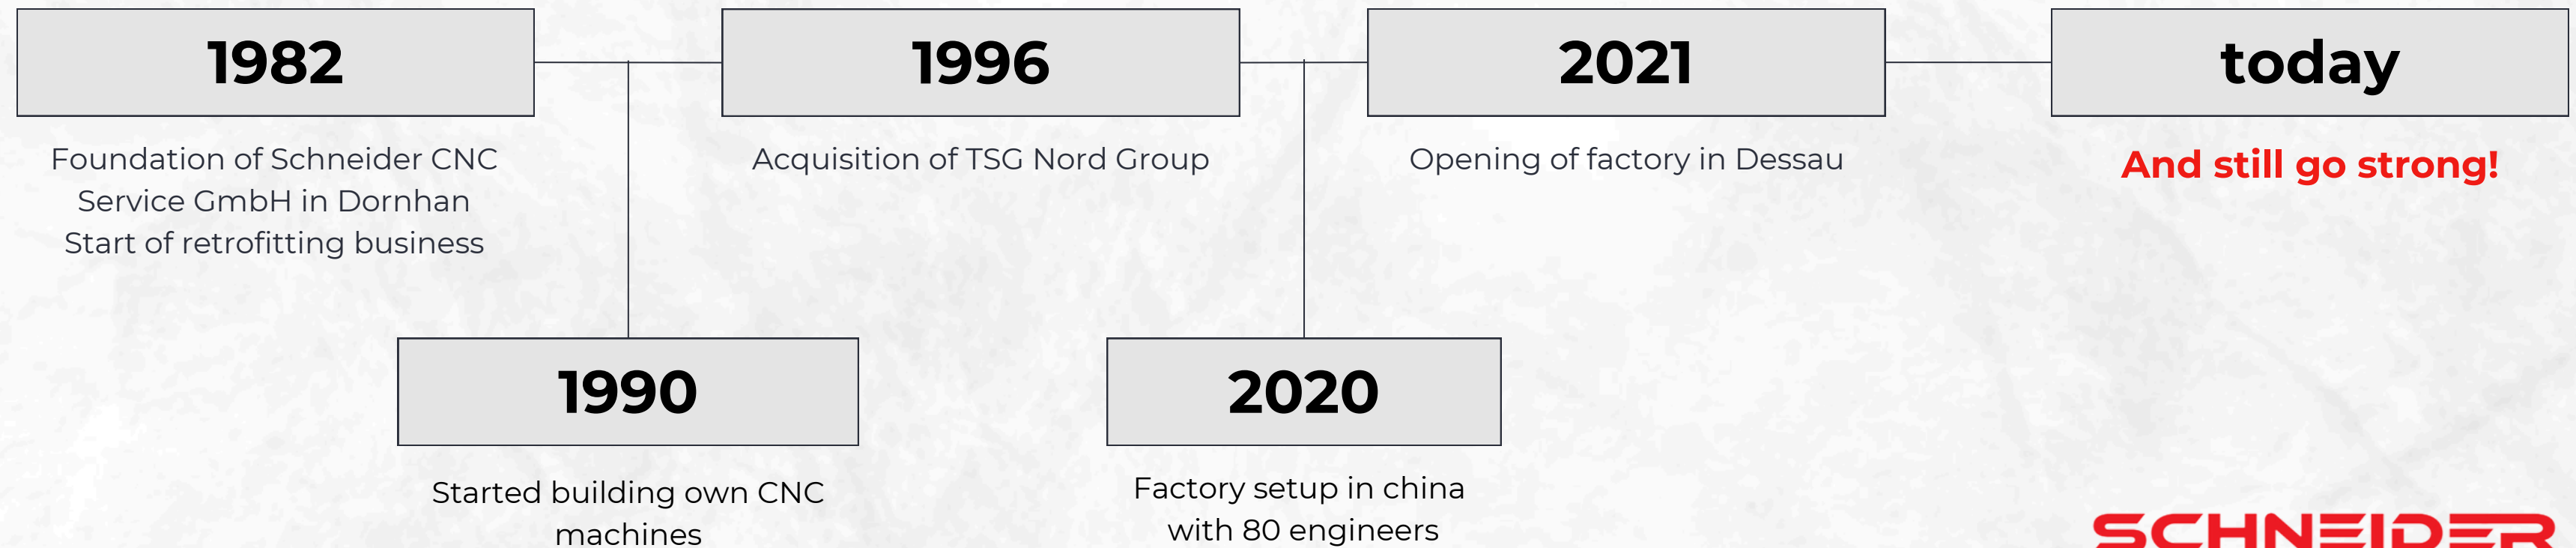 1982
Foundation of Schneider CNC
Service GmbH in Dornhan
Start of retrofitting business
1990
Started building own CNC
machines
1996
Acquisition of TSG Nord Group
2020
Factory setup in china
with 80 engineers
2021
Opening of factory in Dessau
today
And still go strong!
SCHNEIDER